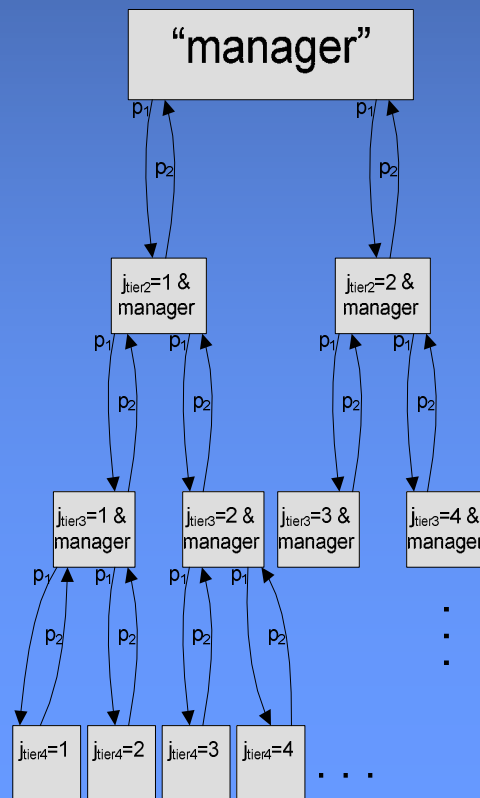 “manager”
p₁ p₁
p₂ p₂
jtier2=1 & jtier2=2 &
manager manager
p₁ p₁ p₁ p₁
p₂ p₂ p₂ p₂
jtier3=1 & jtier3=2 & jtier3=3 & jtier3=4 &
manager manager manager manager
p₁ p₁ p₁ p₁
p₂ p₂ p₂ p₂
jtier4=1 jtier4=2 jtier4=3 jtier4=4
. . .